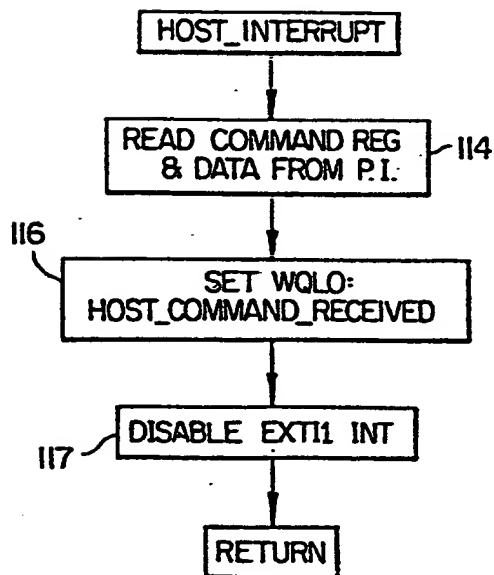 HOST_INTERRUPT
READ COMMAND REG
& DATA FROM P.I.
114
116
SET WQLO:
HOST_COMMAND_RECEIVED
DISABLE EXTI1 INT
117
RETURN